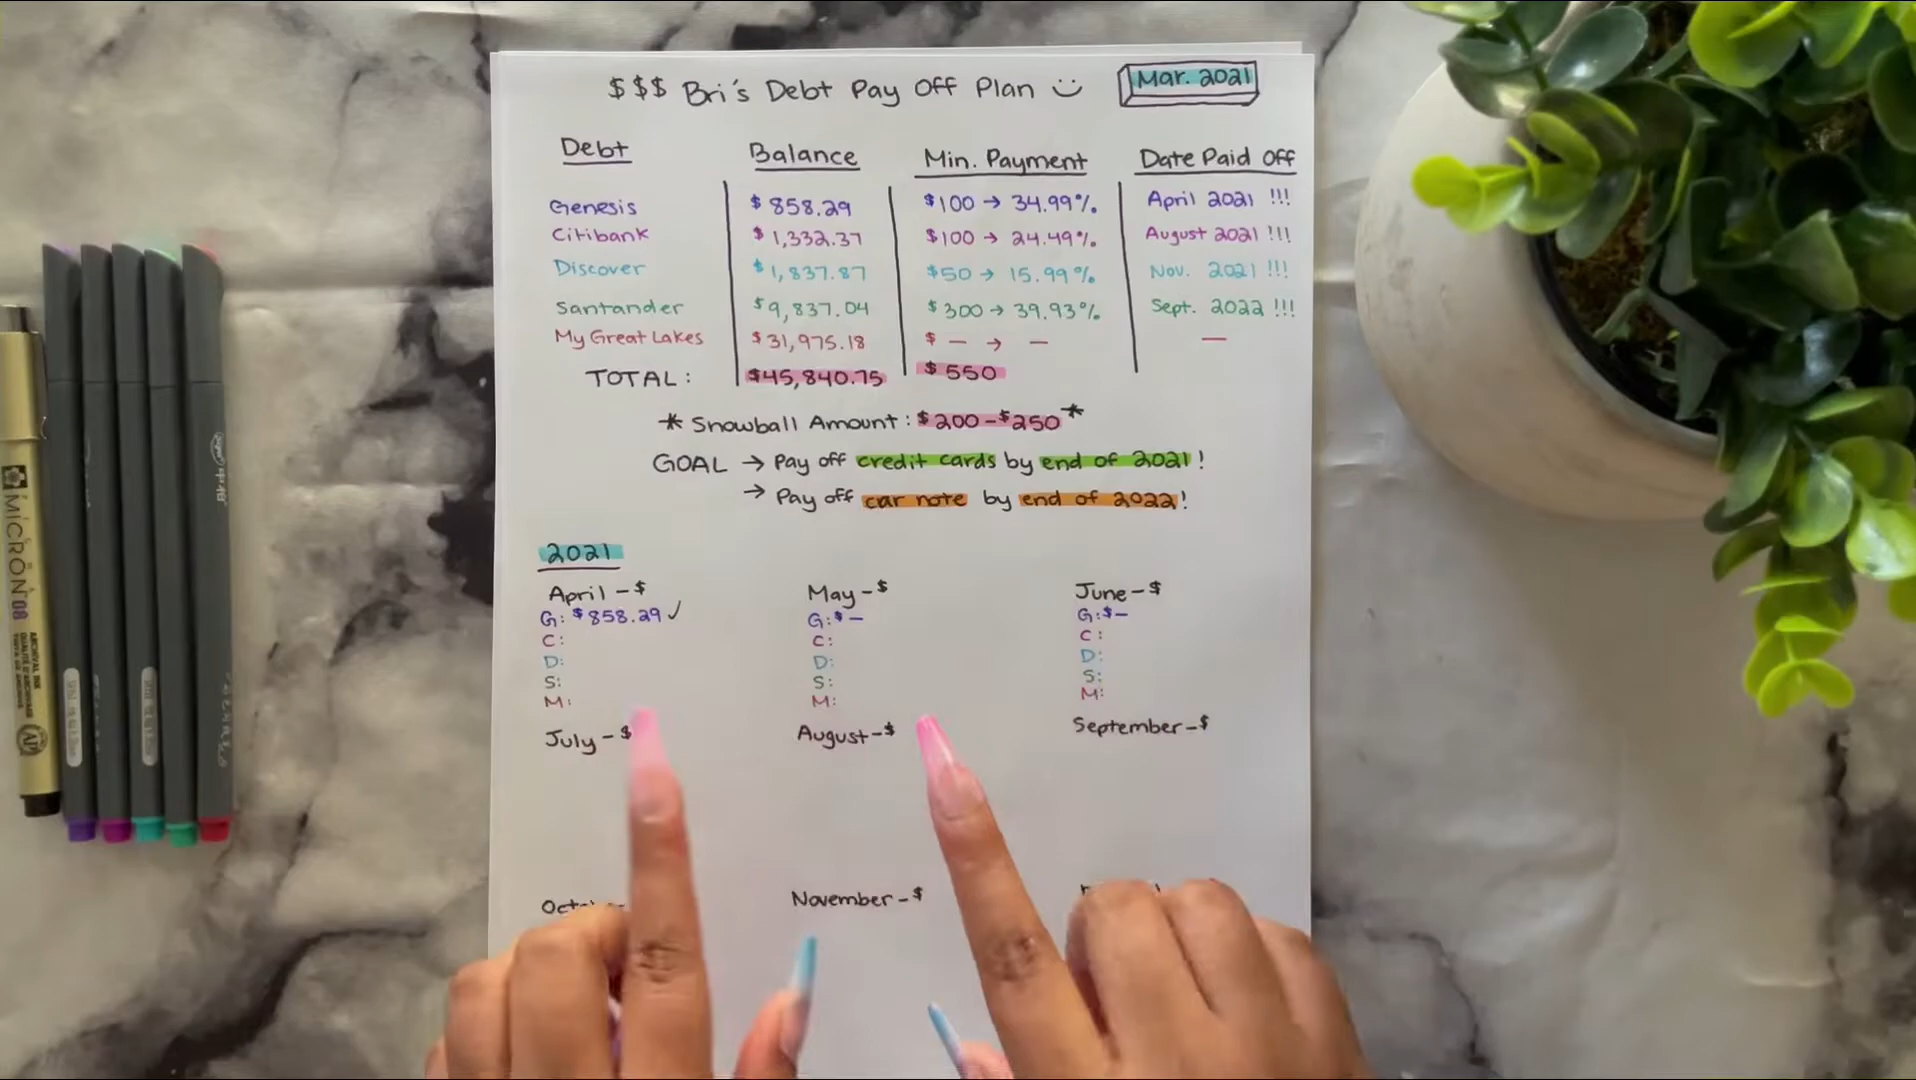 $$$ Bri's Debt Pay Off Plan
Mar. 2021
Debt Balance Min. Payment Date Paid Off
Genesis $858.29 $100 → 34.99% April 2021 !!!
Citibank $1,332.37 $100 → 24.49% August 2021 !!!
Discover $1,837.87 $50 → 15.99% Nov. 2021 !!!
Santander $9,837.04 $300 → 39.93% Sept. 2022 !!!
My Great Lakes $31,975.18 $ — → — —
TOTAL: $45,840.75 $550
* Snowball Amount: $200-$250 *
GOAL → Pay off credit cards by end of 2021!
→ Pay off car note by end of 2022!
2021
April - $
G: $858.29 ✓
C:
D:
S:
M:
May - $
G: $ —
C:
D:
S:
M:
June - $
G: $ —
C:
D:
S:
M:
July - $
August - $
September - $
November - $
MICRON 08
ARCHIVAL INK